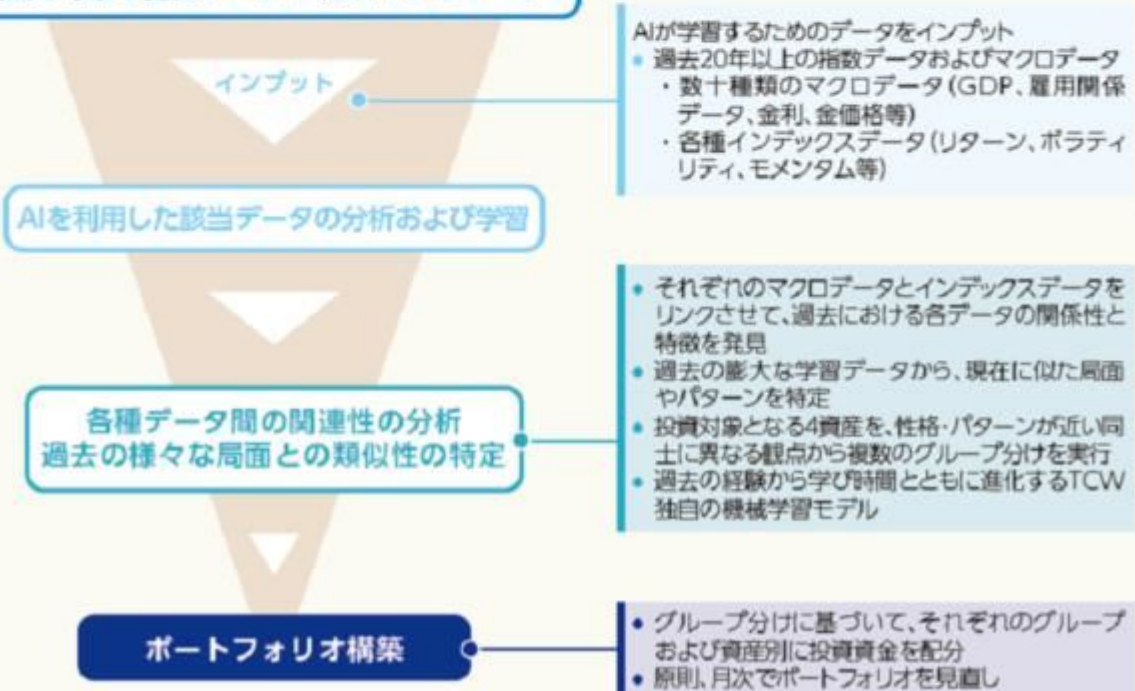 AIが学習するためのデータをインプット
• 過去20年以上の指数データおよびマクロデータ
・数十種類のマクロデータ(GDP、雇用関係
データ、金利、金価格等)
・各種インデックスデータ(リターン、ボラティ
リティ、モメンタム等)
インプット
AIを利用した該当データの分析および学習
• それぞれのマクロデータとインデックスデータを
リンクさせて、過去における各データの関係性と
特徴を発見
• 過去の膨大な学習データから、現在に似た局面
やパターンを特定
• 投資対象となる4資産を、性格・パターンが近い同
士に異なる観点から複数のグループ分けを実行
• 過去の経験から学び時間とともに進化するTCW
独自の機械学習モデル
各種データ間の関連性の分析
過去の様々な局面との類似性の特定
ポートフォリオ構築
• グループ分けに基づいて、それぞれのグループ
および資産別に投資資金を配分
• 原則、月次でポートフォリオを見直し